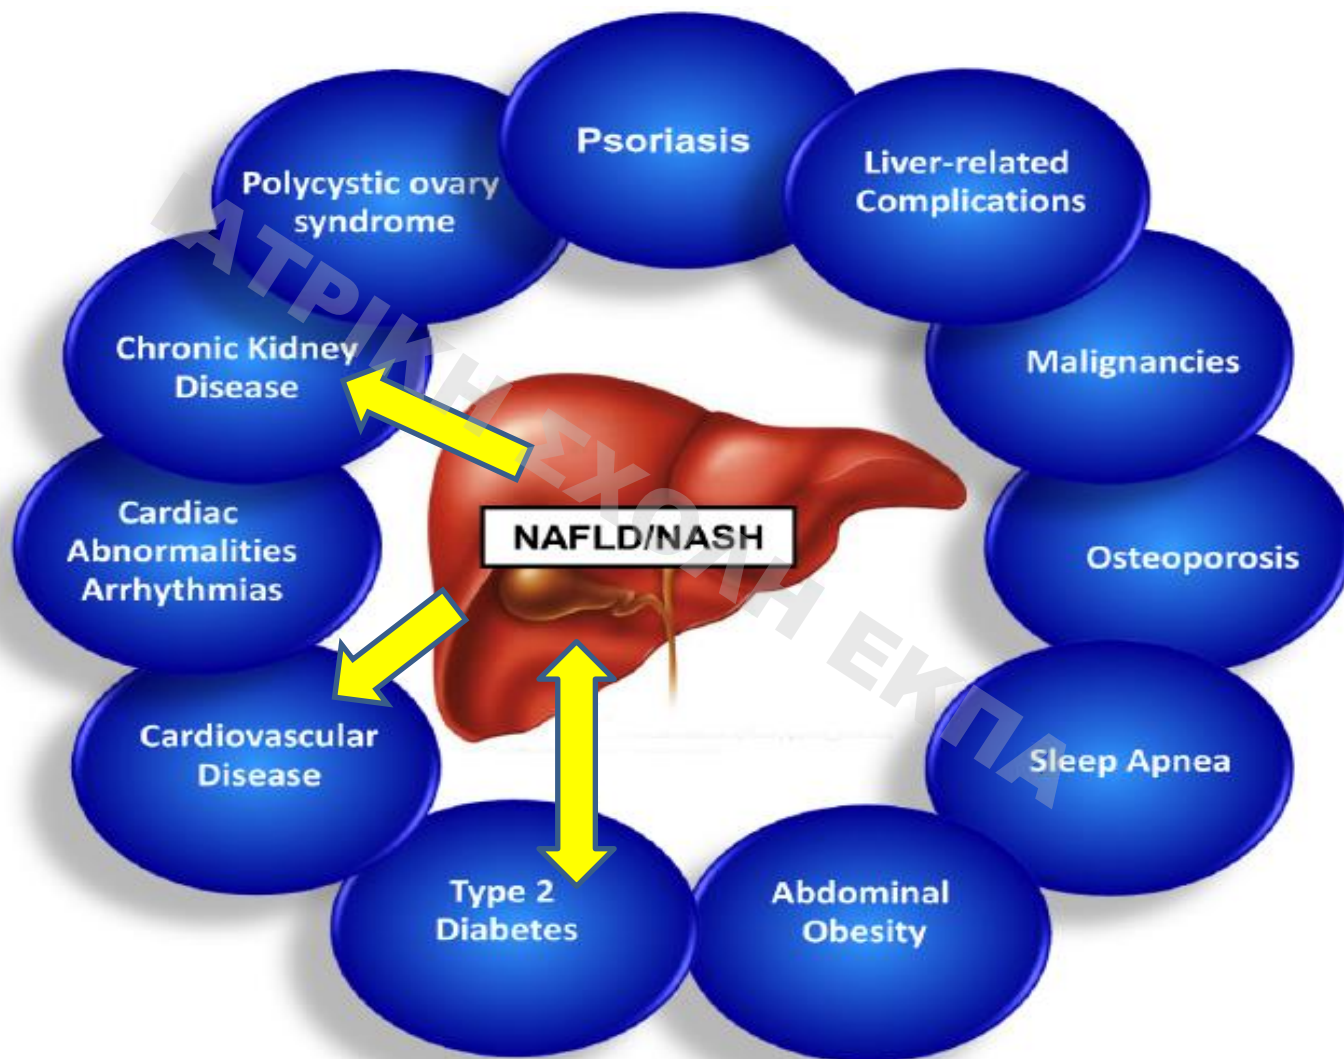 Psoriasis
Liver-related
Complications
Malignancies
Osteoporosis
Sleep Apnea
Abdominal
Obesity
Type 2
Diabetes
Cardiovascular
Disease
Cardiac
Abnormalities
Arrhythmias
Chronic Kidney
Disease
Polycystic ovary
syndrome
NAFLD/NASH
ΙΑΤΡΙΚΗ ΣΧΟΛΗ ΕΚΠΑ